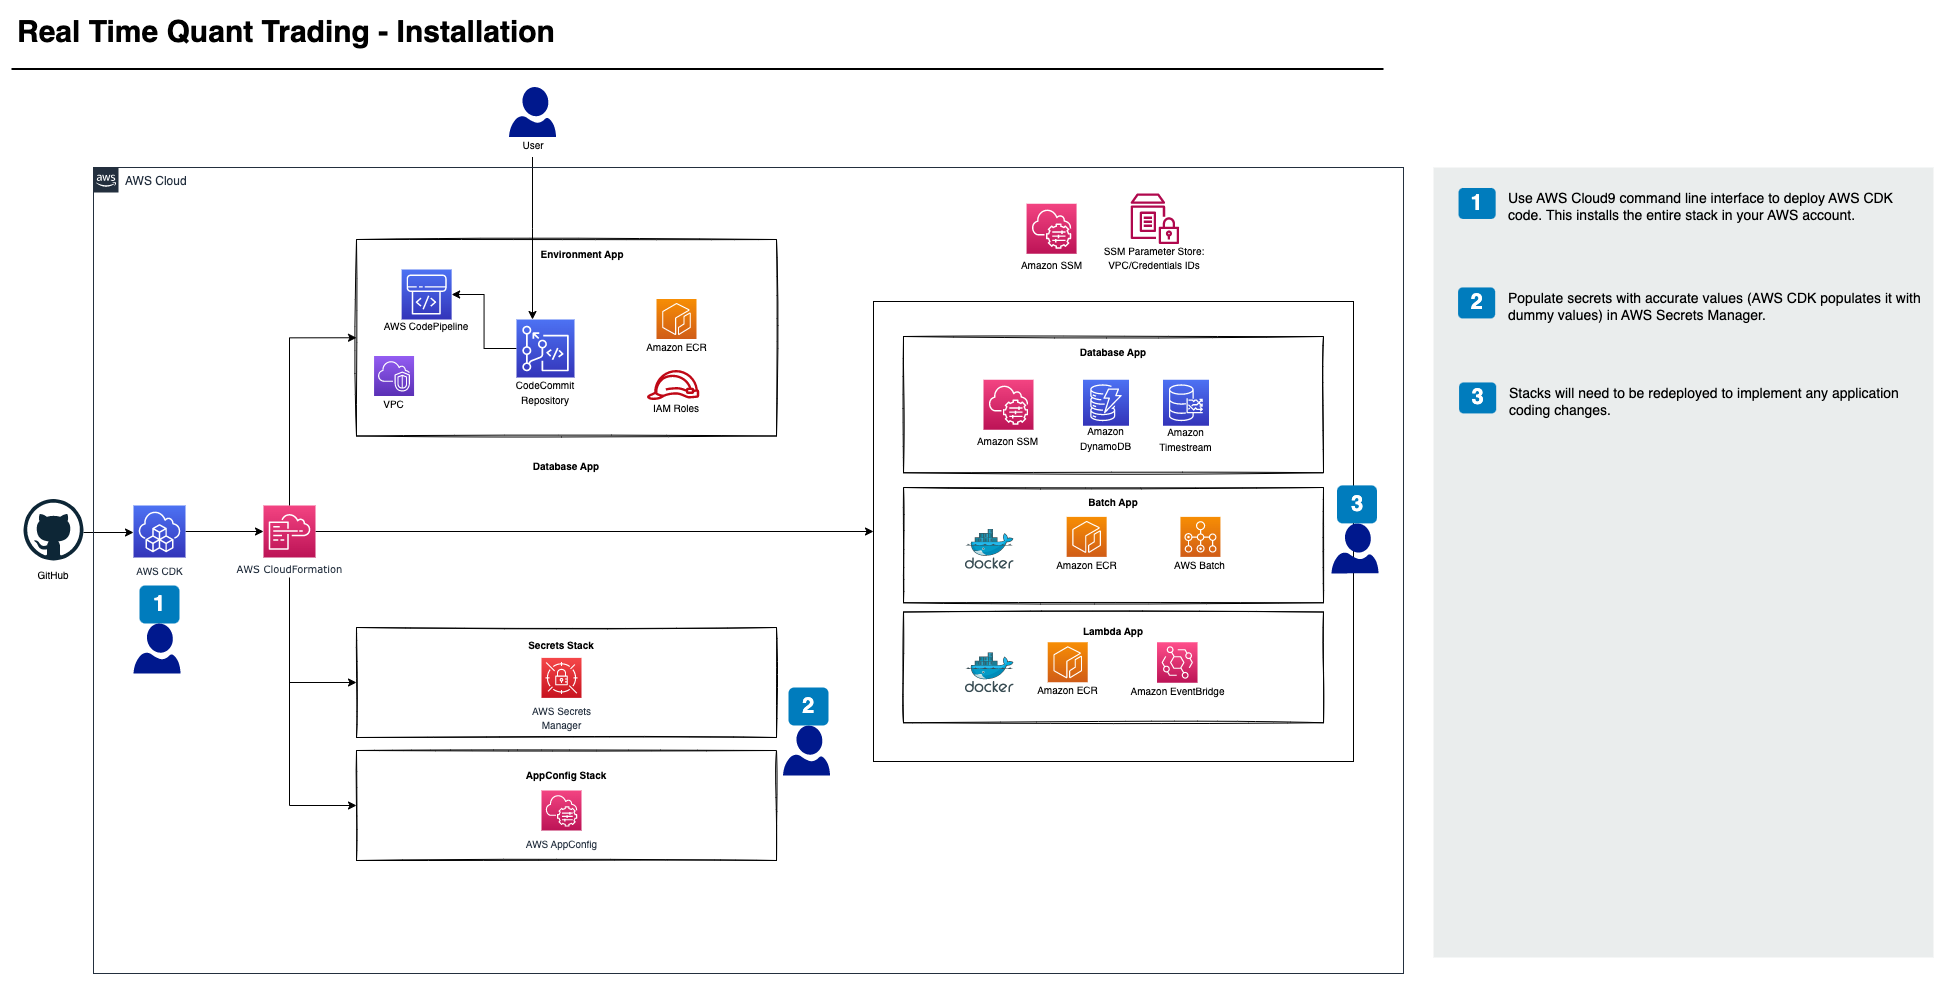 Real Time Quant Trading - Installation
User
aws
AWS Cloud
Environment App
AWS CodePipeline
CodeCommit
Repository
VPC
Amazon ECR
IAM Roles
Database App
GitHub
AWS CDK
1
AWS CloudFormation
Secrets Stack
AWS Secrets
Manager
2
AppConfig Stack
AWS AppConfig
Amazon SSM
SSM Parameter Store:
VPC/Credentials IDs
Database App
Amazon SSM
Amazon
DynamoDB
Amazon
Timestream
Batch App
docker
Amazon ECR
AWS Batch
3
Lambda App
docker
Amazon ECR
Amazon EventBridge
1
Use AWS Cloud9 command line interface to deploy AWS CDK
code. This installs the entire stack in your AWS account.
2
Populate secrets with accurate values (AWS CDK populates it with
dummy values) in AWS Secrets Manager.
3
Stacks will need to be redeployed to implement any application
coding changes.